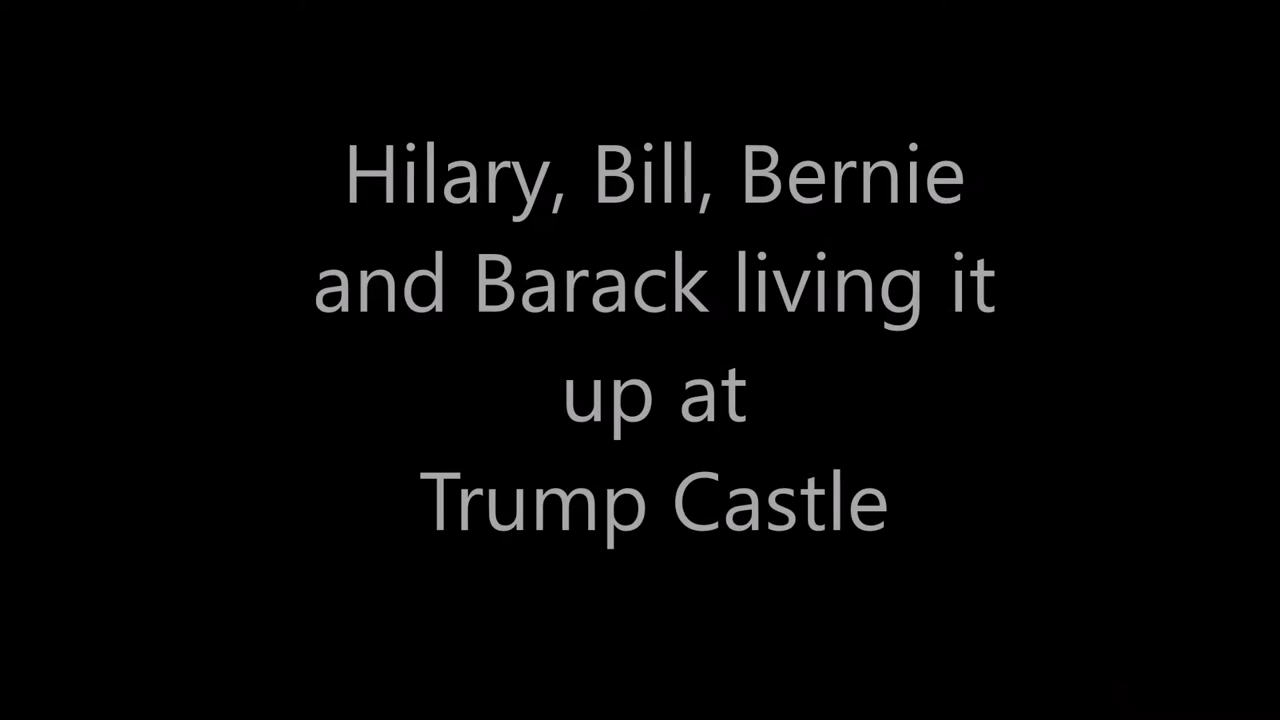 Hilary, Bill, Bernie
and Barack living it
up at
Trump Castle